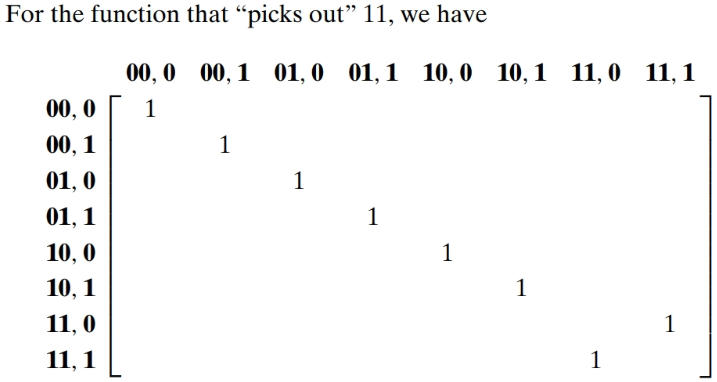 For the function that “picks out” 11, we have
00, 0 00, 1 01, 0 01, 1 10, 0 10, 1 11, 0 11, 1
00, 0 1
00, 1 1
01, 0 1
01, 1 1
10, 0 1
10, 1 1
11, 0 1
11, 1 1